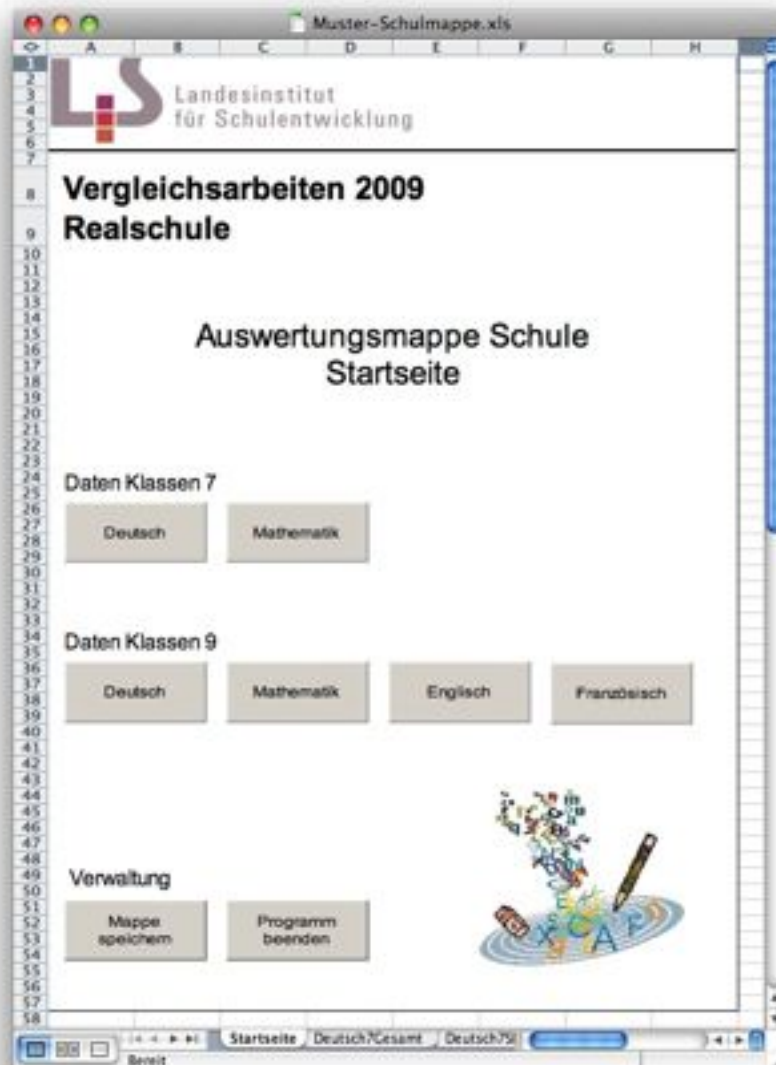 Muster-Schulmappe.xls
A B C D E F G H
LS
Landesinstitut
für Schulentwicklung
Vergleichsarbeiten 2009
Realschule
Auswertungsmappe Schule
Startseite
Daten Klassen 7
Deutsch Mathematik
Daten Klassen 9
Deutsch Mathematik Englisch Französisch
Verwaltung
Mappe speichern
Programm beenden
Startseite Deutsch7Gesamt
Bereit